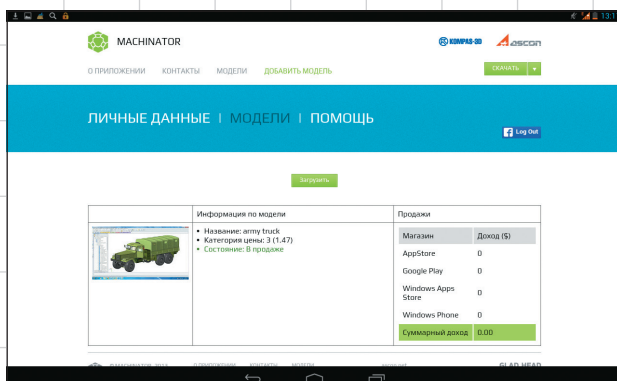 13:1
MACHINATOR
KOMPAS-3D
ASCON
О ПРИЛОЖЕНИИ КОНТАКТЫ МОДЕЛИ ДОБАВИТЬ МОДЕЛЬ
СКАЧАТЬ
ЛИЧНЫЕ ДАННЫЕ | МОДЕЛИ | ПОМОЩЬ
Log Out
Загрузить
Информация по модели
Продажи
• Название: army truck
• Категория цены: 3 (1.47)
• Состояние: В продаже
Магазин Доход ($)
AppStore 0
Google Play 0
Windows Apps
Store 0
Windows Phone 0
Суммарный доход 0.00
О ПРИЛОЖЕНИИ КОНТАКТЫ МОДЕЛИ
GLAD HEAD